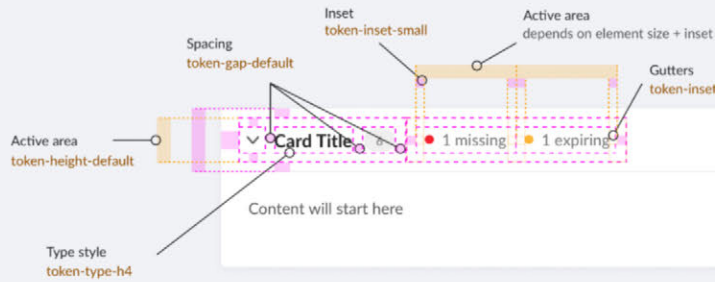 Inset
token-inset-small
Active area
depends on element size + inset
Spacing
token-gap-default
Gutters
token-inset
Active area
token-height-default
Card Title
1 missing
1 expiring
Content will start here
Type style
token-type-h4